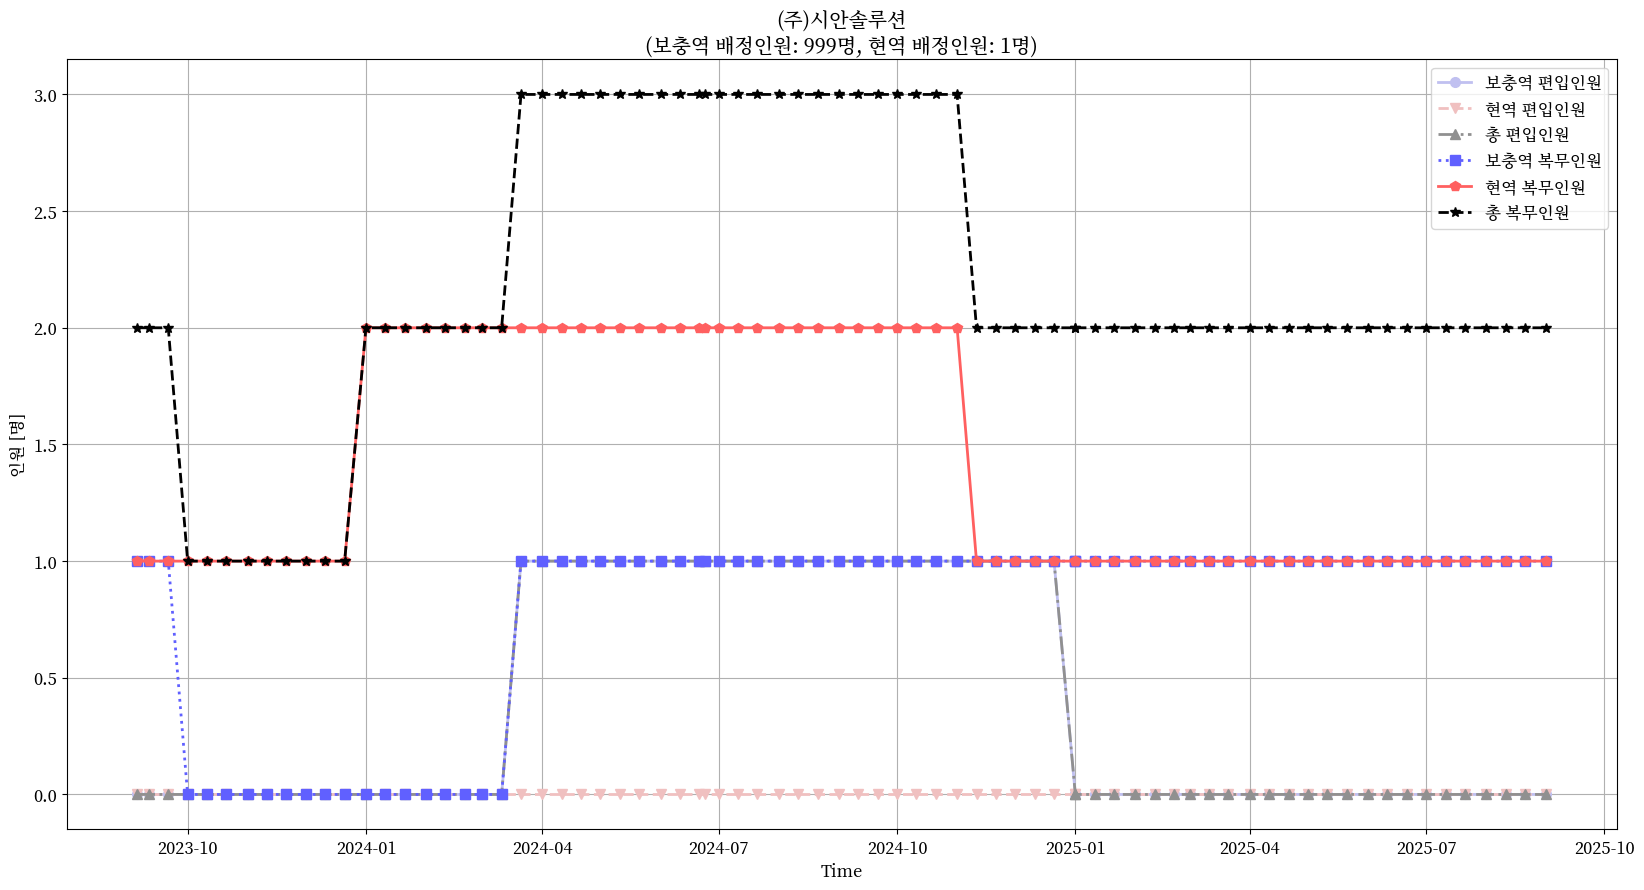 (주)시안솔루션
(보충역 배정인원: 999명, 현역 배정인원: 1명)
보충역 편입인원
현역 편입인원
총 편입인원
보충역 복무인원
현역 복무인원
총 복무인원
인원 [명]
3.0
2.5
2.0
1.5
1.0
0.5
0.0
2023-10 2024-01 2024-04 2024-07 2024-10 2025-01 2025-04 2025-07 2025-10
Time